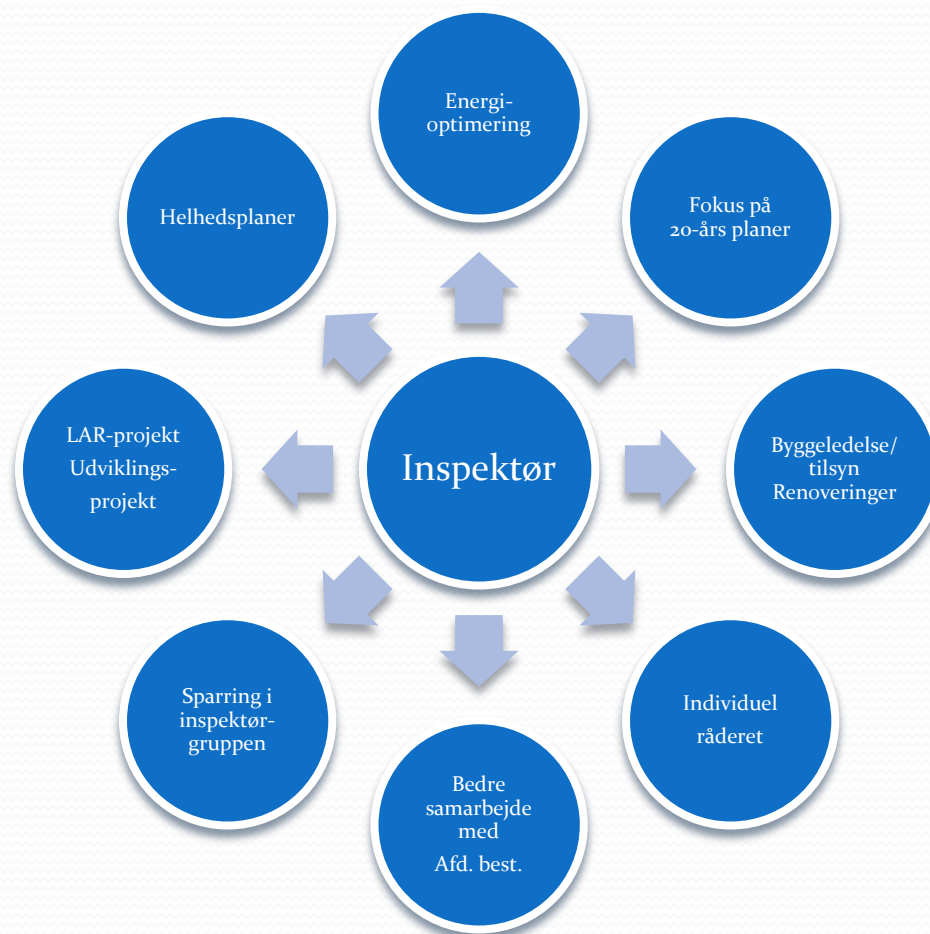 Energi-
optimering
Fokus på
20-års planer
Byggeledelse/
tilsyn
Renoveringer
Individuel
råderet
Bedre
samarbejde
med
Afd. best.
Sparring i
inspektør-
gruppen
LAR-projekt
Udviklings-
projekt
Helhedsplaner
Inspektør